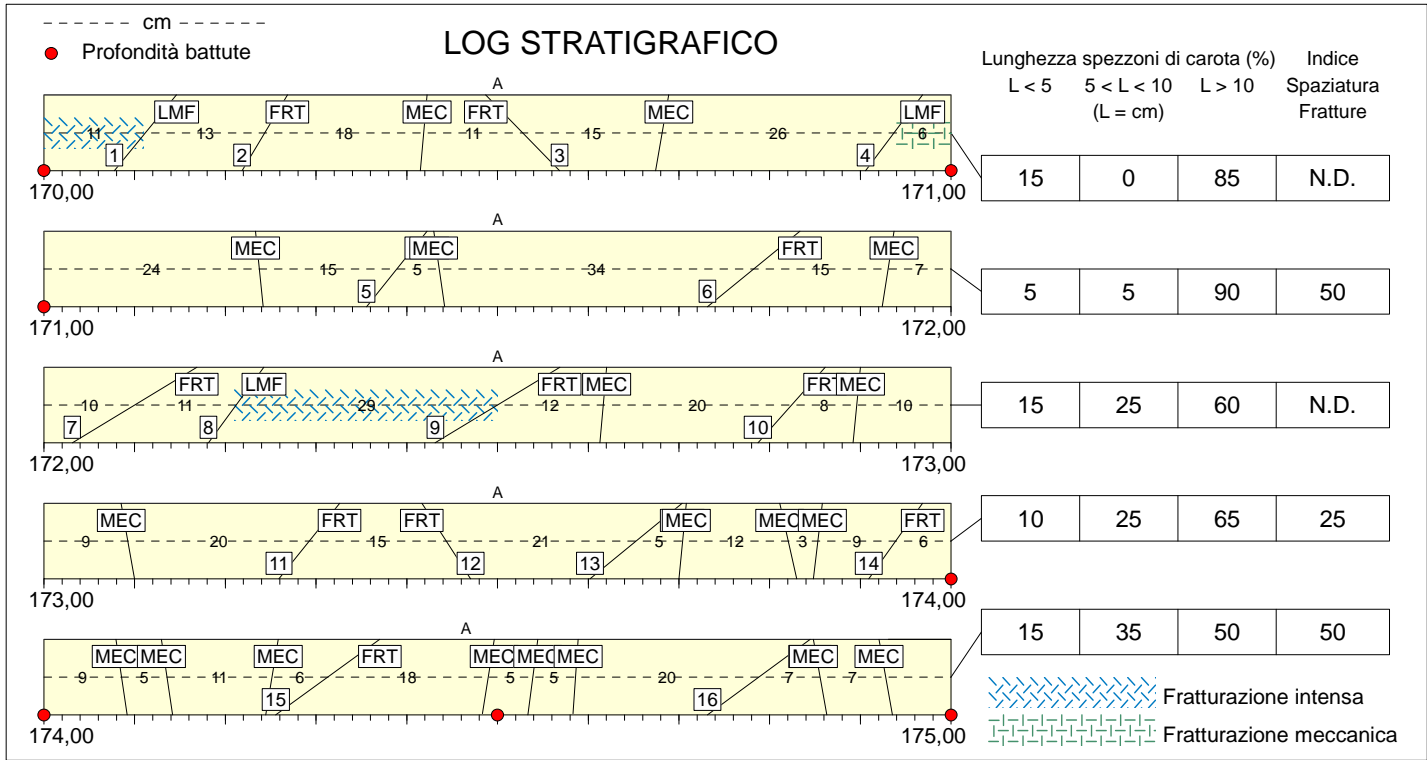 cm
Profondità battute
LOG STRATIGRAFICO
Lunghezza spezzoni di carota (%)
Indice
L < 5
5 < L < 10
L > 10
Spaziatura
(L = cm)
Fratture
A
LMF FRT MEC FRT MEC LMF
11 13 18 11 15 26 6
1 2 3 4
170,00 171,00
15 0 85 N.D.
A
MEC MEC FRT MEC
24 15 5 34 15 7
5 6
171,00 172,00
5 5 90 50
A
FRT LMF FRT MEC FRT MEC
10 11 29 12 20 8 10
7 8 9 10
172,00 173,00
15 25 60 N.D.
A
MEC FRT FRT MEC MEC MEC FRT
9 20 15 21 5 12 3 9 6
11 12 13 14
173,00 174,00
10 25 65 25
A
MEC MEC MEC FRT MEC MEC MEC MEC MEC
9 5 11 6 18 5 5 20 7 7
15 16
174,00 175,00
15 35 50 50
Fratturazione intensa
Fratturazione meccanica